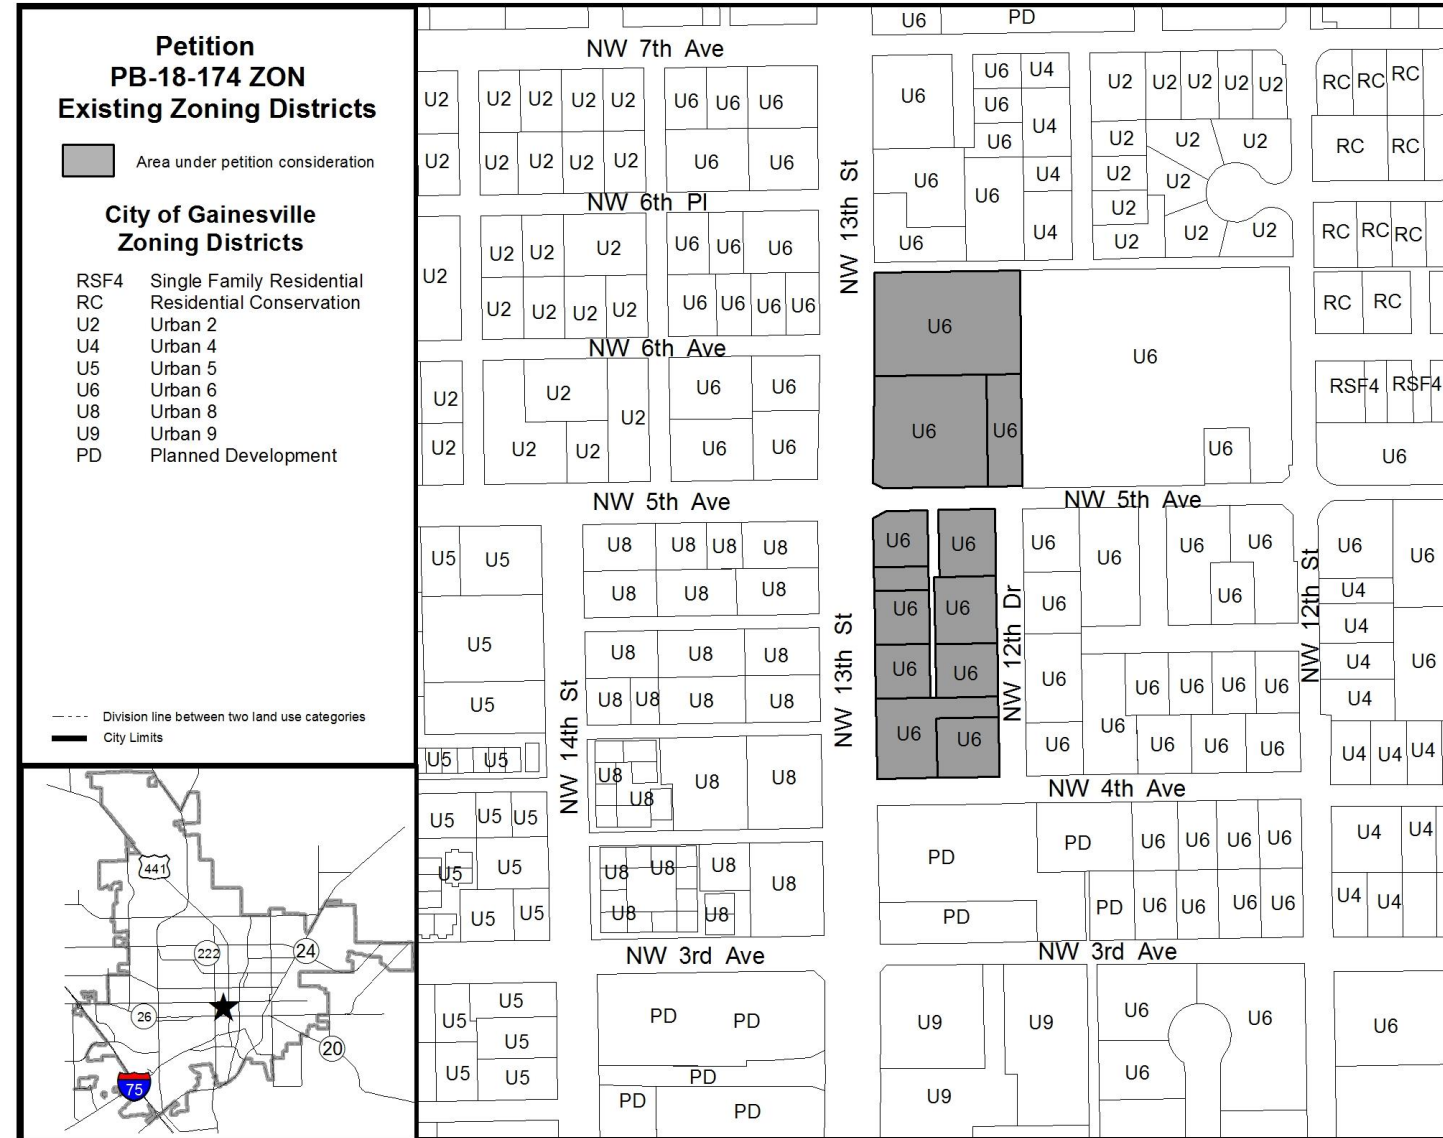 Petition
PB-18-174 ZON
Existing Zoning Districts
Area under petition consideration
City of Gainesville
Zoning Districts
RSF4 Single Family Residential
RC Residential Conservation
U2 Urban 2
U4 Urban 4
U5 Urban 5
U6 Urban 6
U8 Urban 8
U9 Urban 9
PD Planned Development
Division line between two land use categories
City Limits
441
222
24
26
20
75
U6 PD
NW 7th Ave
U6 U4
U2 U2 U2 U2 U2 U6 U6 U6 U6 U2 U2 U2 U2 U2 RC RC RC
U6
U4
U6 U2 U2 U2
RC RC
U2 U2 U2 U2 U2 U6 U6 U6 U6 U4 U2 U2
NW 6th Pl
NW 13th St
U4 U2
U6 U2 U2 U2
U2 U2 U2 U6 U6 U6 RC RC RC
U2
U2 U2 U2 U2 U6 U6 U6 U6 RC RC
U6
NW 6th Ave
U6
U2 U2 U2 U6 U6 RSF4 RSF4
U6 U6
U2 U2 U2 U6 U6 U6 U6
NW 5th Ave
NW 5th Ave
U5 U5 U8 U8 U8 U8 U6 U6 U6 U6 U6 U6 U6 U6
U8 U8 U8 U6 U6 U6 U6 U4
U4
NW 12th Dr
NW 12th St
NW 13th St
NW 14th St
U5 U8 U8 U8 U6 U6 U6 U4 U6
U5 U8 U8 U8 U8 U6 U6 U6 U6 U4
U6 U6 U6 U6
U5 U5 U8 U8 U8 U6 U6 U6 U4 U4 U4
U8
NW 4th Ave
U5 U5 U5 PD PD U6 U6 U6 U6 U4 U4
U5 U5 U8 U8 U8 U8
U5 U5 U8 U8 PD PD U6 U6 U6 U6 U4 U4
NW 3rd Ave
NW 3rd Ave
U5 U5 PD PD U9 U9 U6 U6 U6
U5
U5 U5 PD U6
PD PD U9